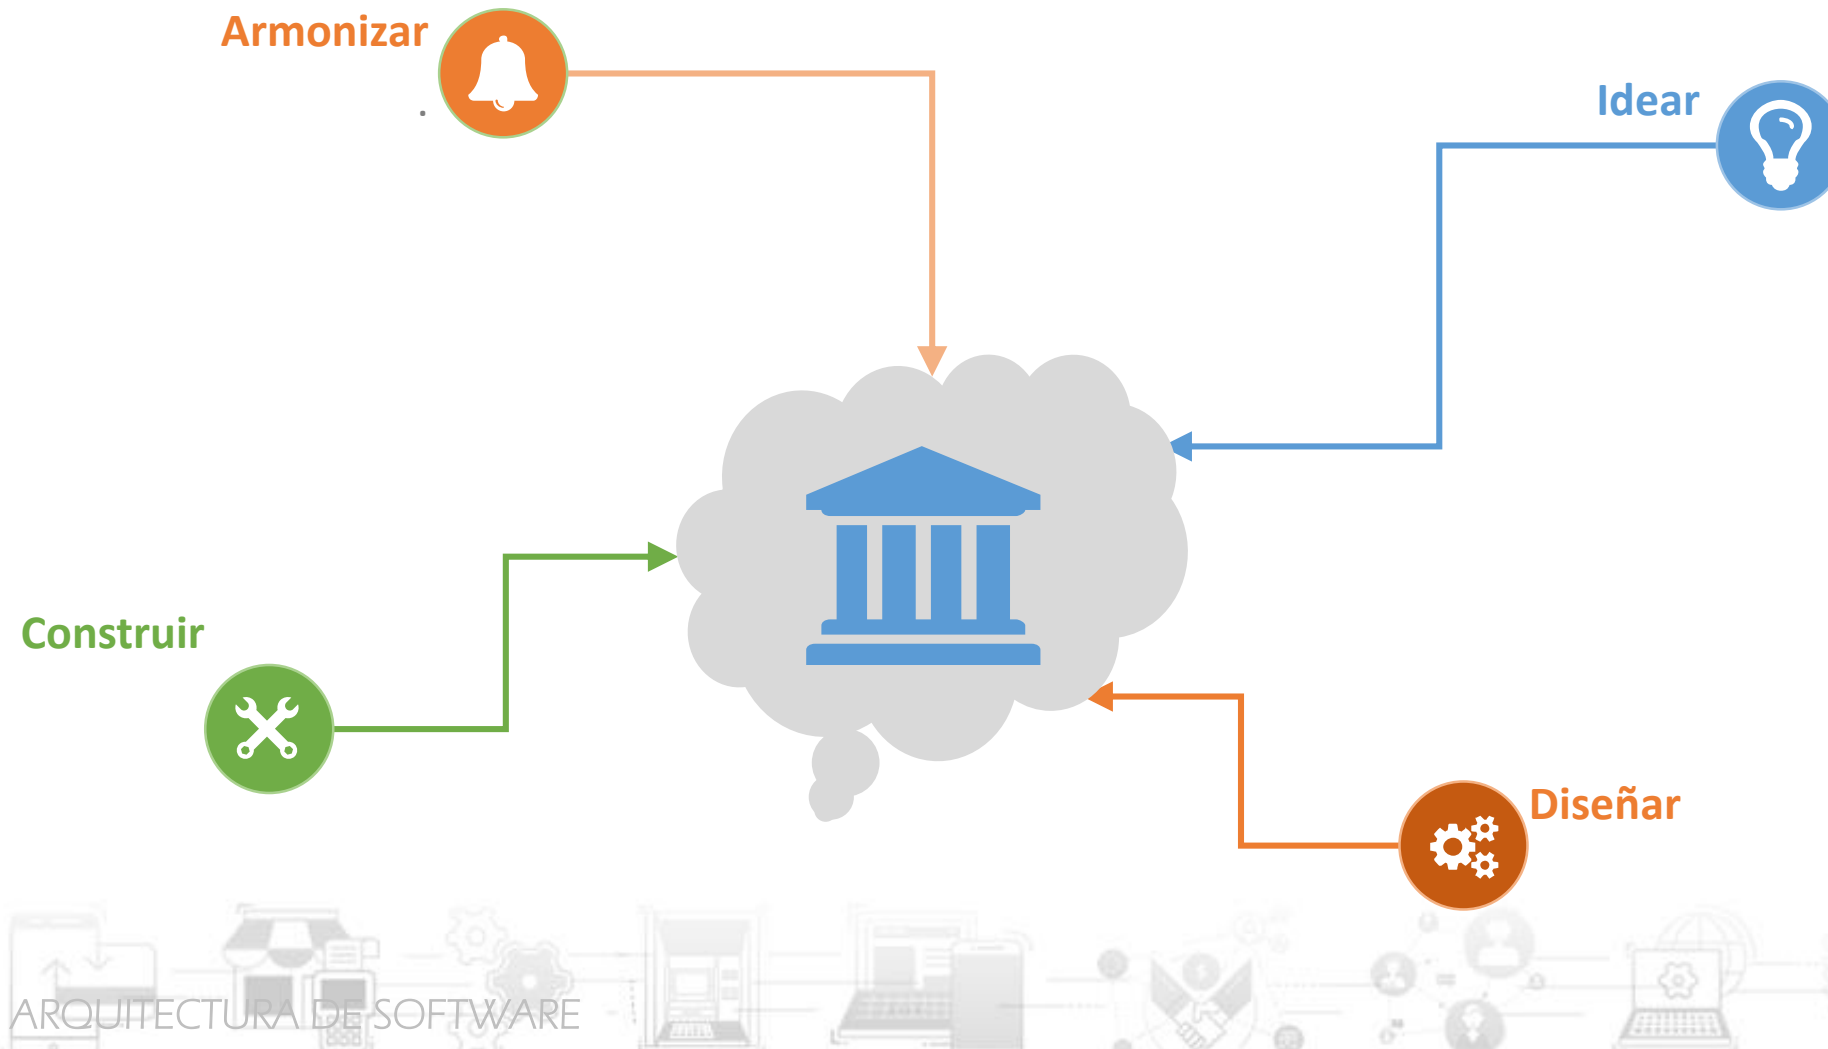 Armonizar
.
Idear
Construir
Diseñar
ARQUITECTURA DE SOFTWARE